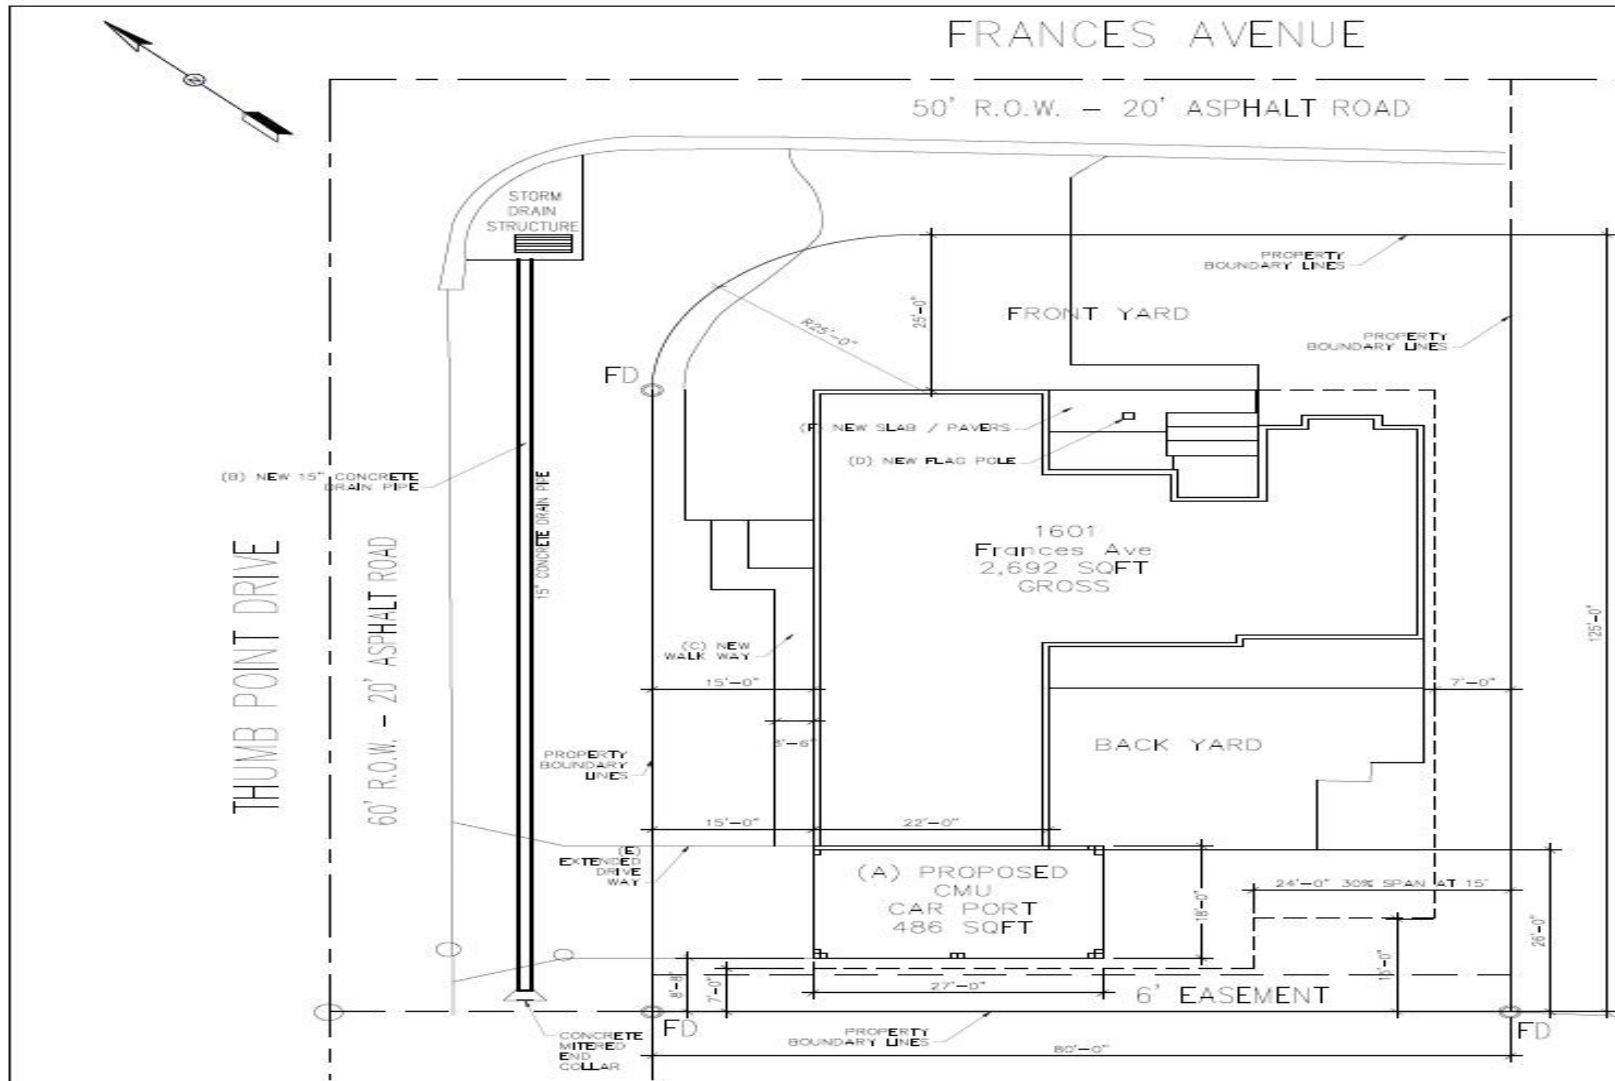 FRANCES AVENUE
50' R.O.W. - 20' ASPHALT ROAD
N
STORM
DRAIN
STRUCTURE
PROPERTY
BOUNDARY LINES
25'-0"
FRONT YARD
R25'-0"
PROPERTY
BOUNDARY LINES
FD
(F) NEW SLAB / PAVERS
(D) NEW FLAG POLE
(B) NEW 15" CONCRETE
DRAIN PIPE
15" CONCRETE DRAIN PIPE
1601
Frances Ave
2,692 SQFT
GROSS
THUMB POINT DRIVE
60' R.O.W. - 20' ASPHALT ROAD
125'-0"
(C) NEW
WALK WAY
15'-0"
7'-0"
3'-6"
BACK YARD
PROPERTY
BOUNDARY
LINES
15'-0"
22'-0"
(E)
EXTENDED
DRIVE
WAY
(A) PROPOSED
CMU
CAR PORT
486 SQFT
18'-0"
24'-0" 30% SPAN AT 15'
26'-0"
15'-0"
8'-8"
7'-0"
27'-0"
6' EASEMENT
FD
PROPERTY
BOUNDARY LINES
FD
CONCRETE
MITERED
END
COLLAR
80'-0"